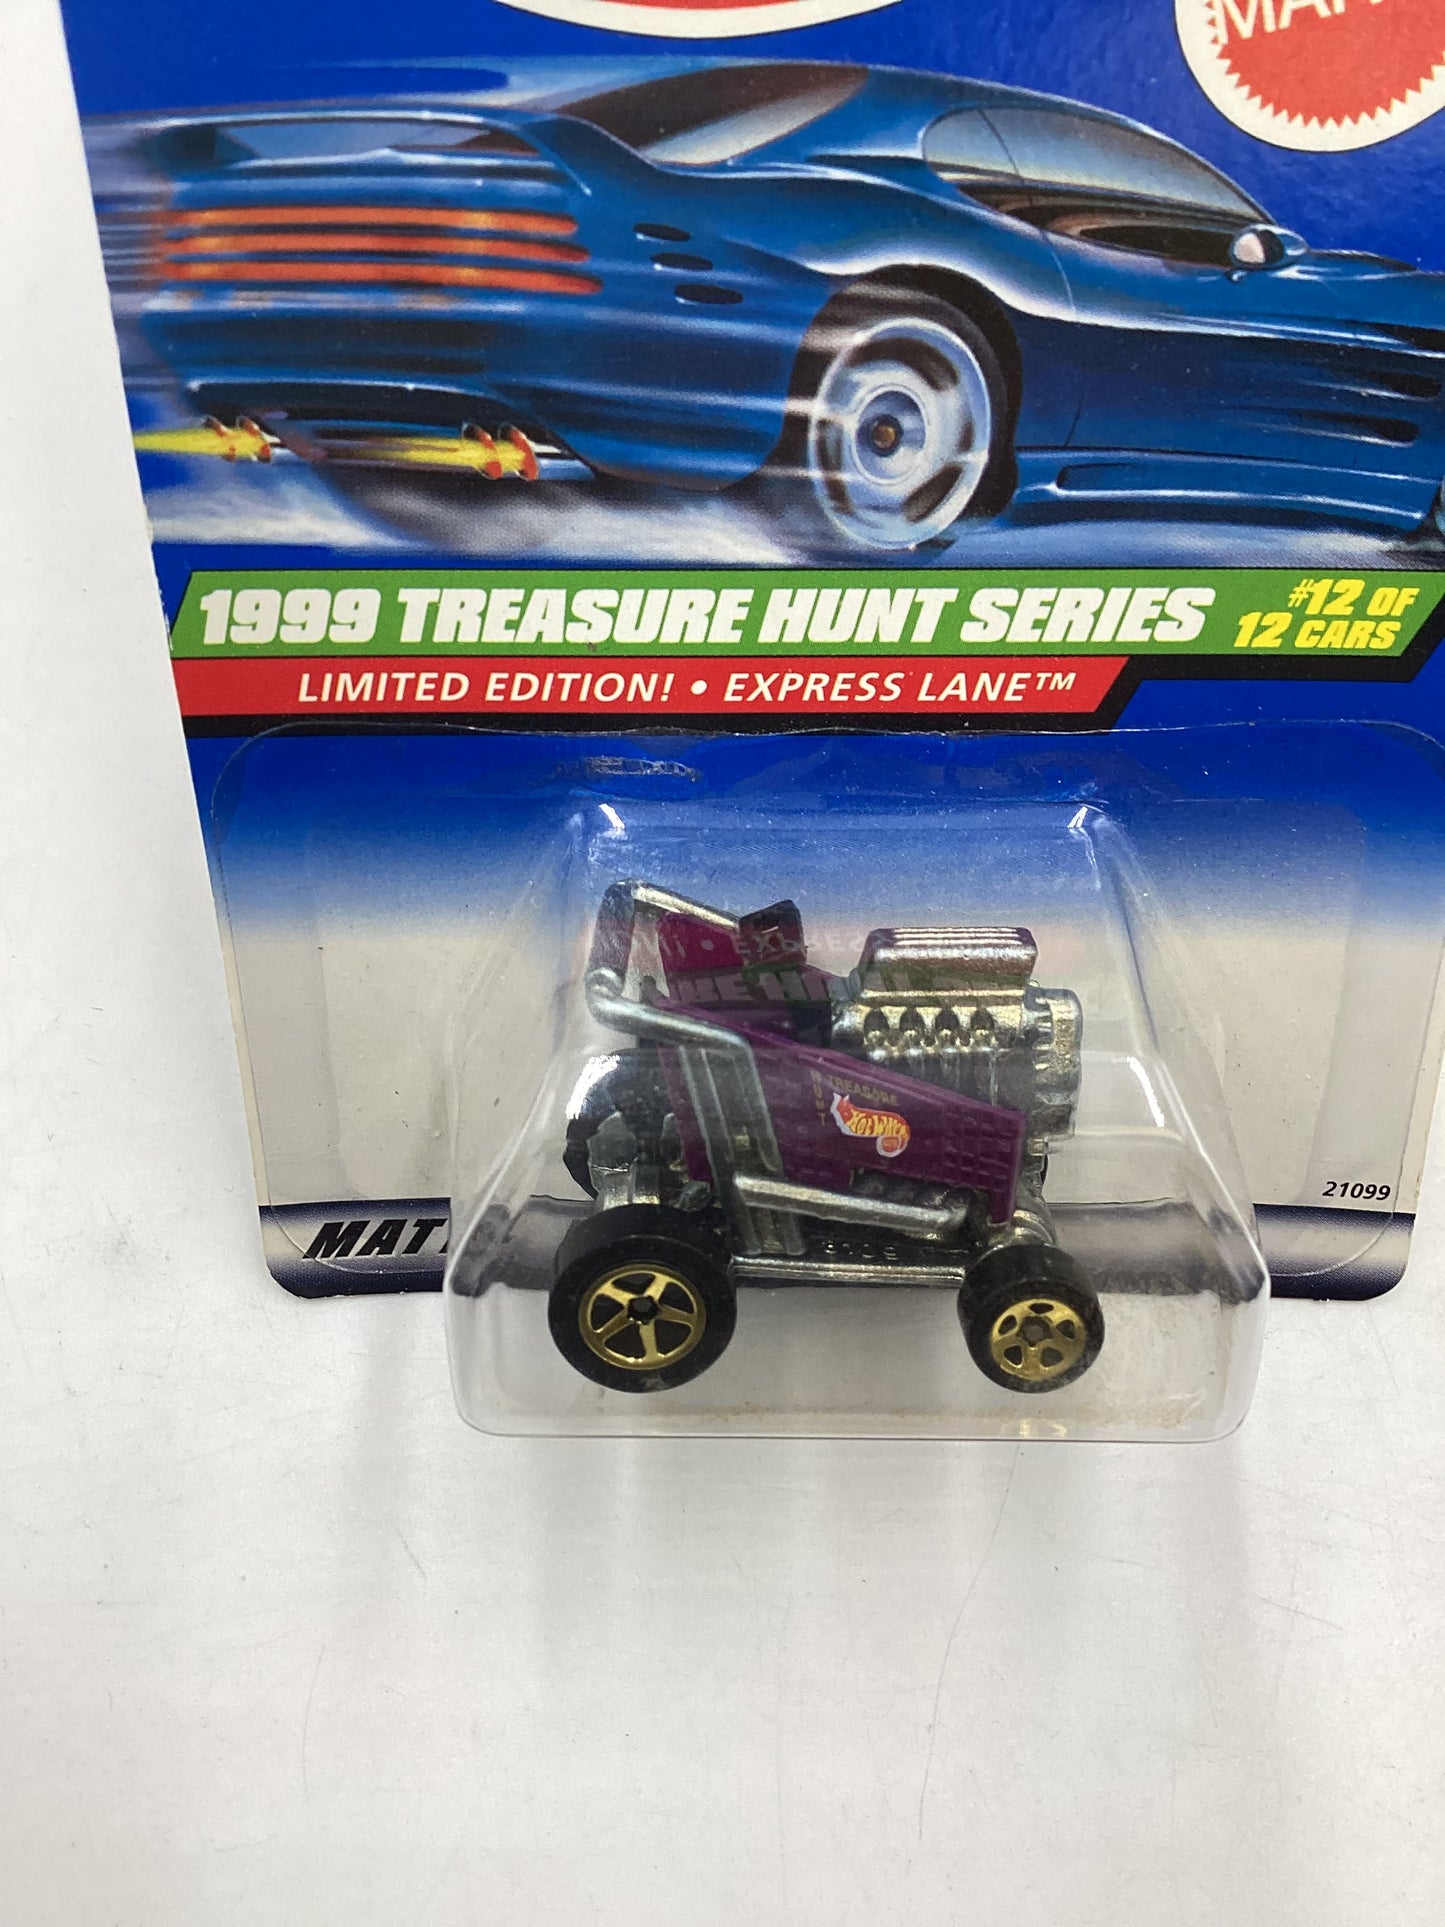 1999 TREASURE HUNT SERIES
#12 OF
12 CARS
LIMITED EDITION! • EXPRESS LANE™
TREASURE
HUNT
HOT WHEELS
21099